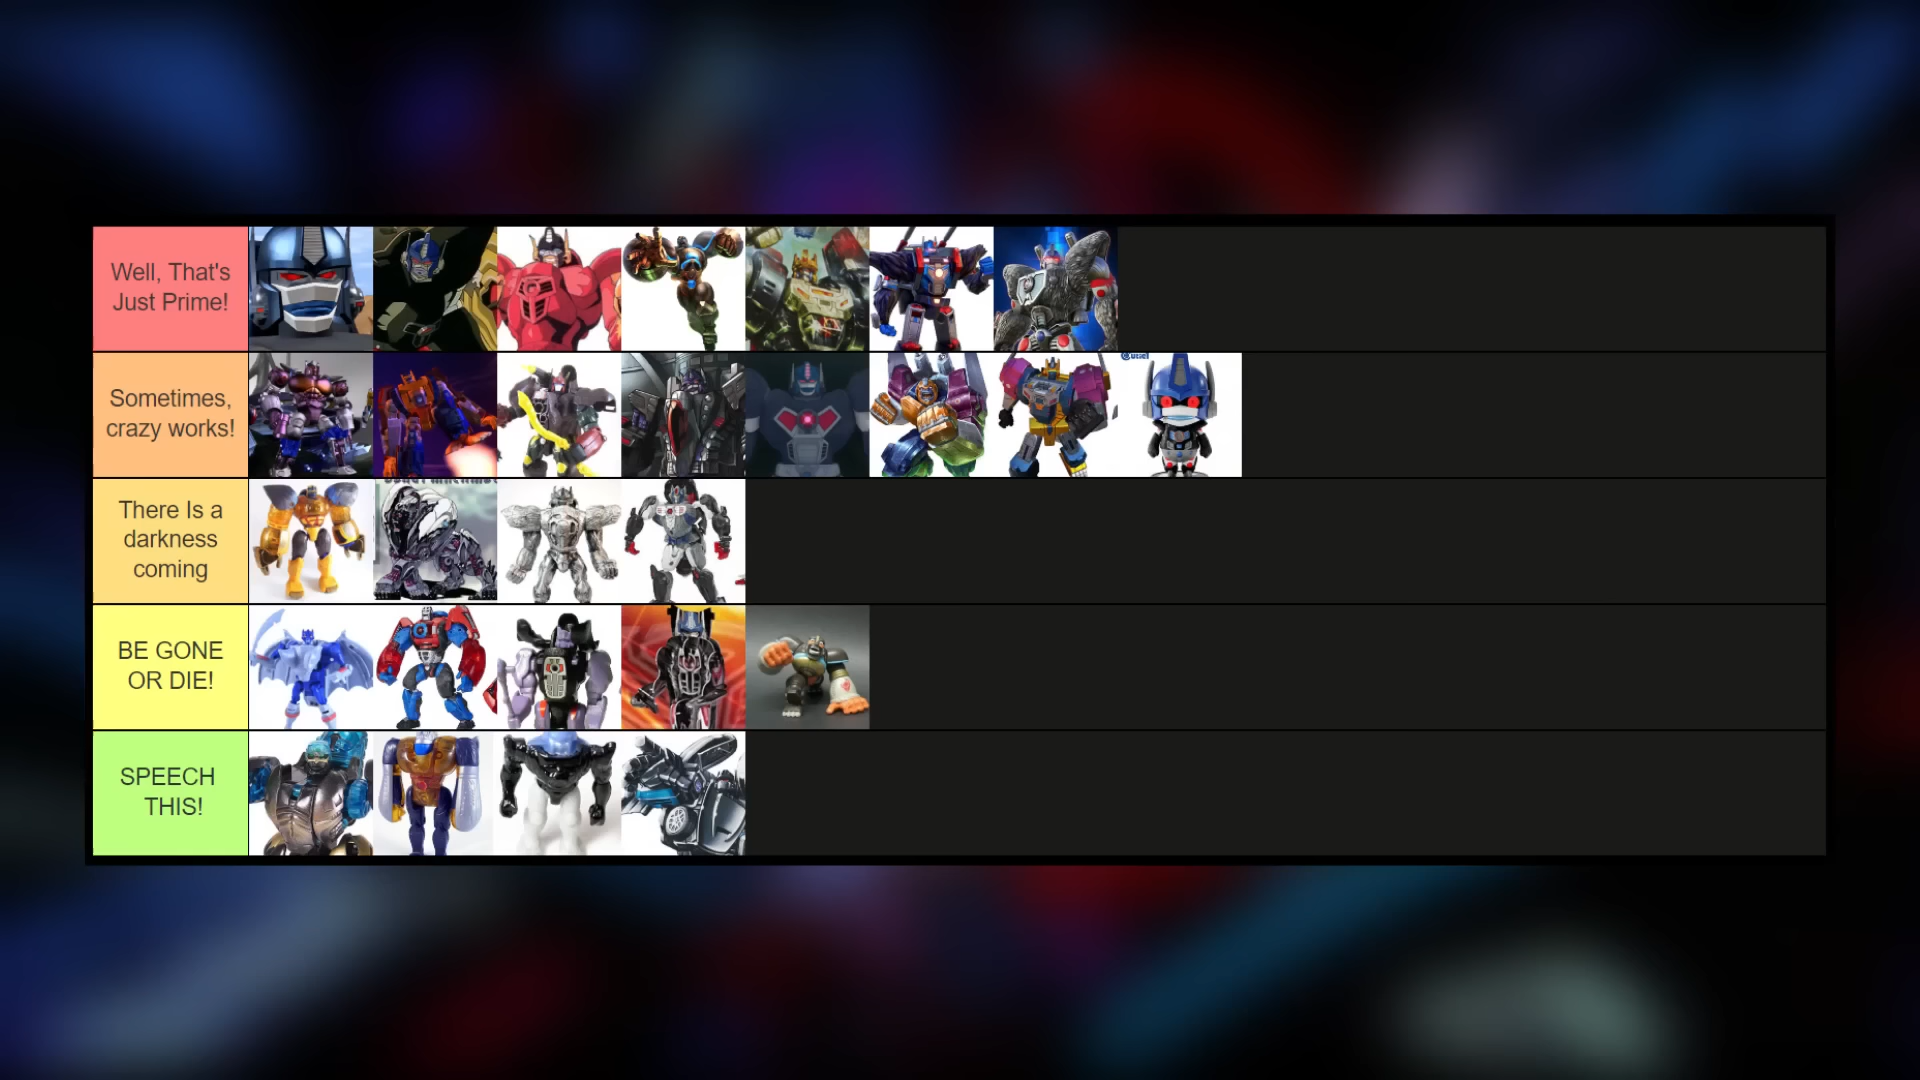 Well, That's
Just Prime!
Sometimes,
crazy works!
There Is a
darkness
coming
BE GONE
OR DIE!
SPEECH
THIS!